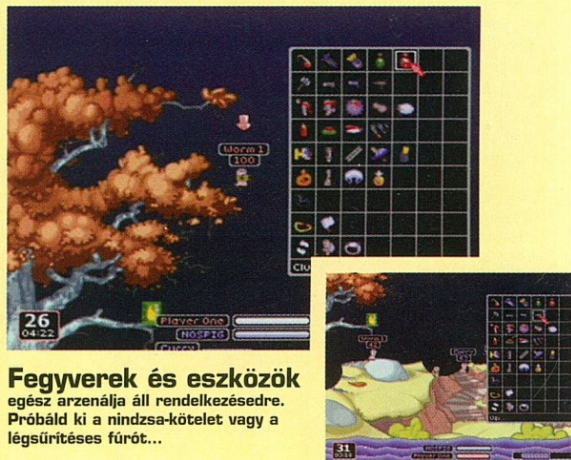 Worm 1
100
Clu
26
04:22
Player One
NOSPIG
Fegyverek és eszközök
egész arzenálja áll rendelkezésedre.
Próbáld ki a nindzsa-kötelet vagy a
légsűrítéses fúrót...
31